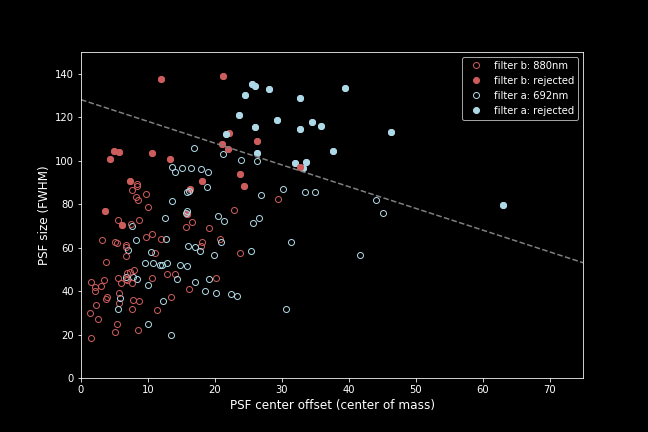 filter b: 880nm
filter b: rejected
filter a: 692nm
filter a: rejected
PSF size (FWHM)
140
120
100
80
60
40
20
0
0 10 20 30 40 50 60 70
PSF center offset (center of mass)